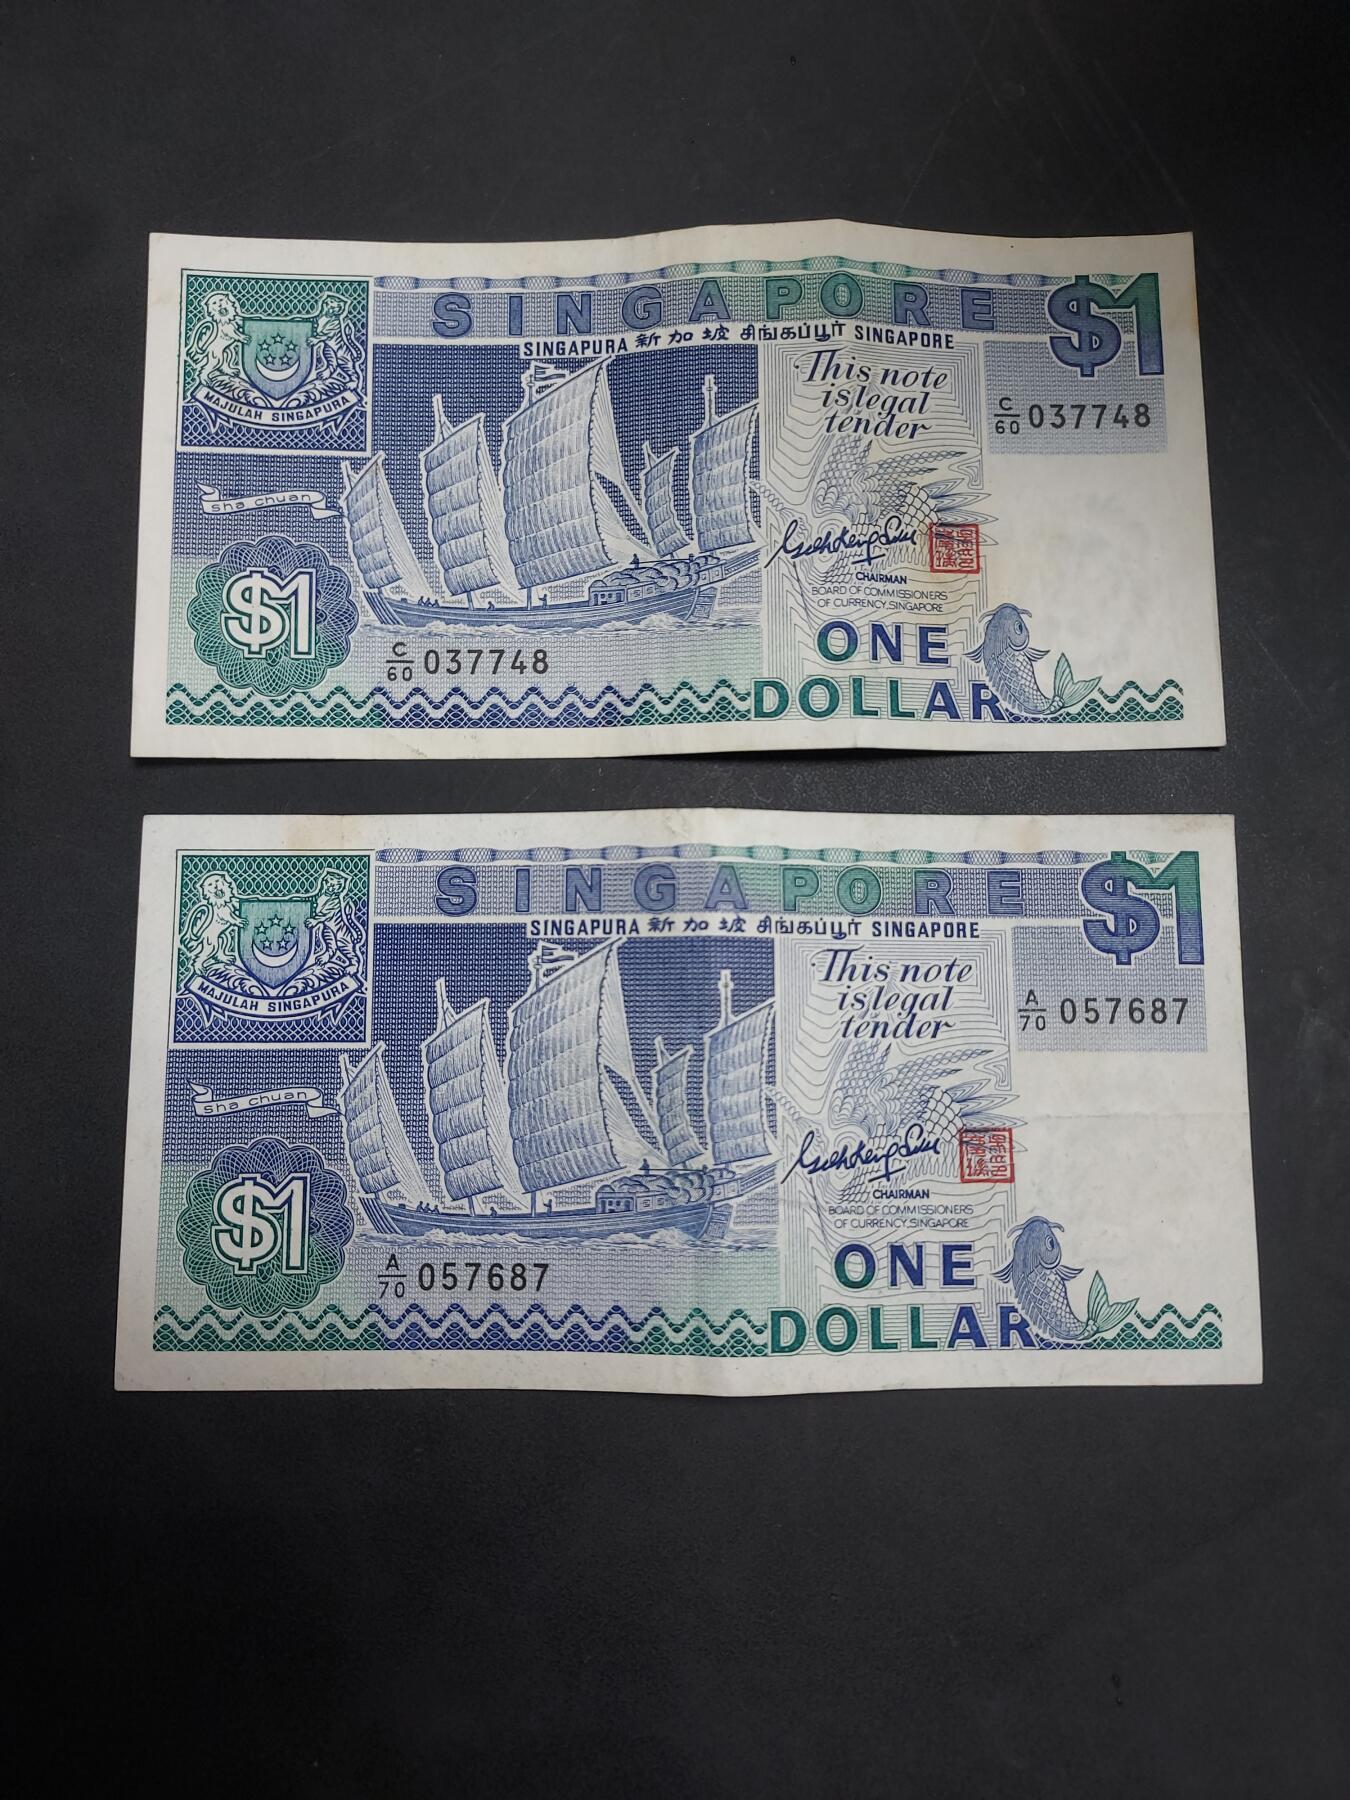 SINGAPORE
$1
SINGAPURA 新加坡 சிங்கப்பூர் SINGAPORE
MAJULAH SINGAPURA
This note
is legal
tender
C/60 037748
sha chuan
CHAIRMAN
BOARD OF COMMISSIONERS
OF CURRENCY, SINGAPORE
$1
ONE
C/60 037748
DOLLAR
SINGAPORE
$1
SINGAPURA 新加坡 சிங்கப்பூர் SINGAPORE
MAJULAH SINGAPURA
This note
is legal
tender
A/70 057687
sha chuan
CHAIRMAN
BOARD OF COMMISSIONERS
OF CURRENCY, SINGAPORE
$1
ONE
A/70 057687
DOLLAR